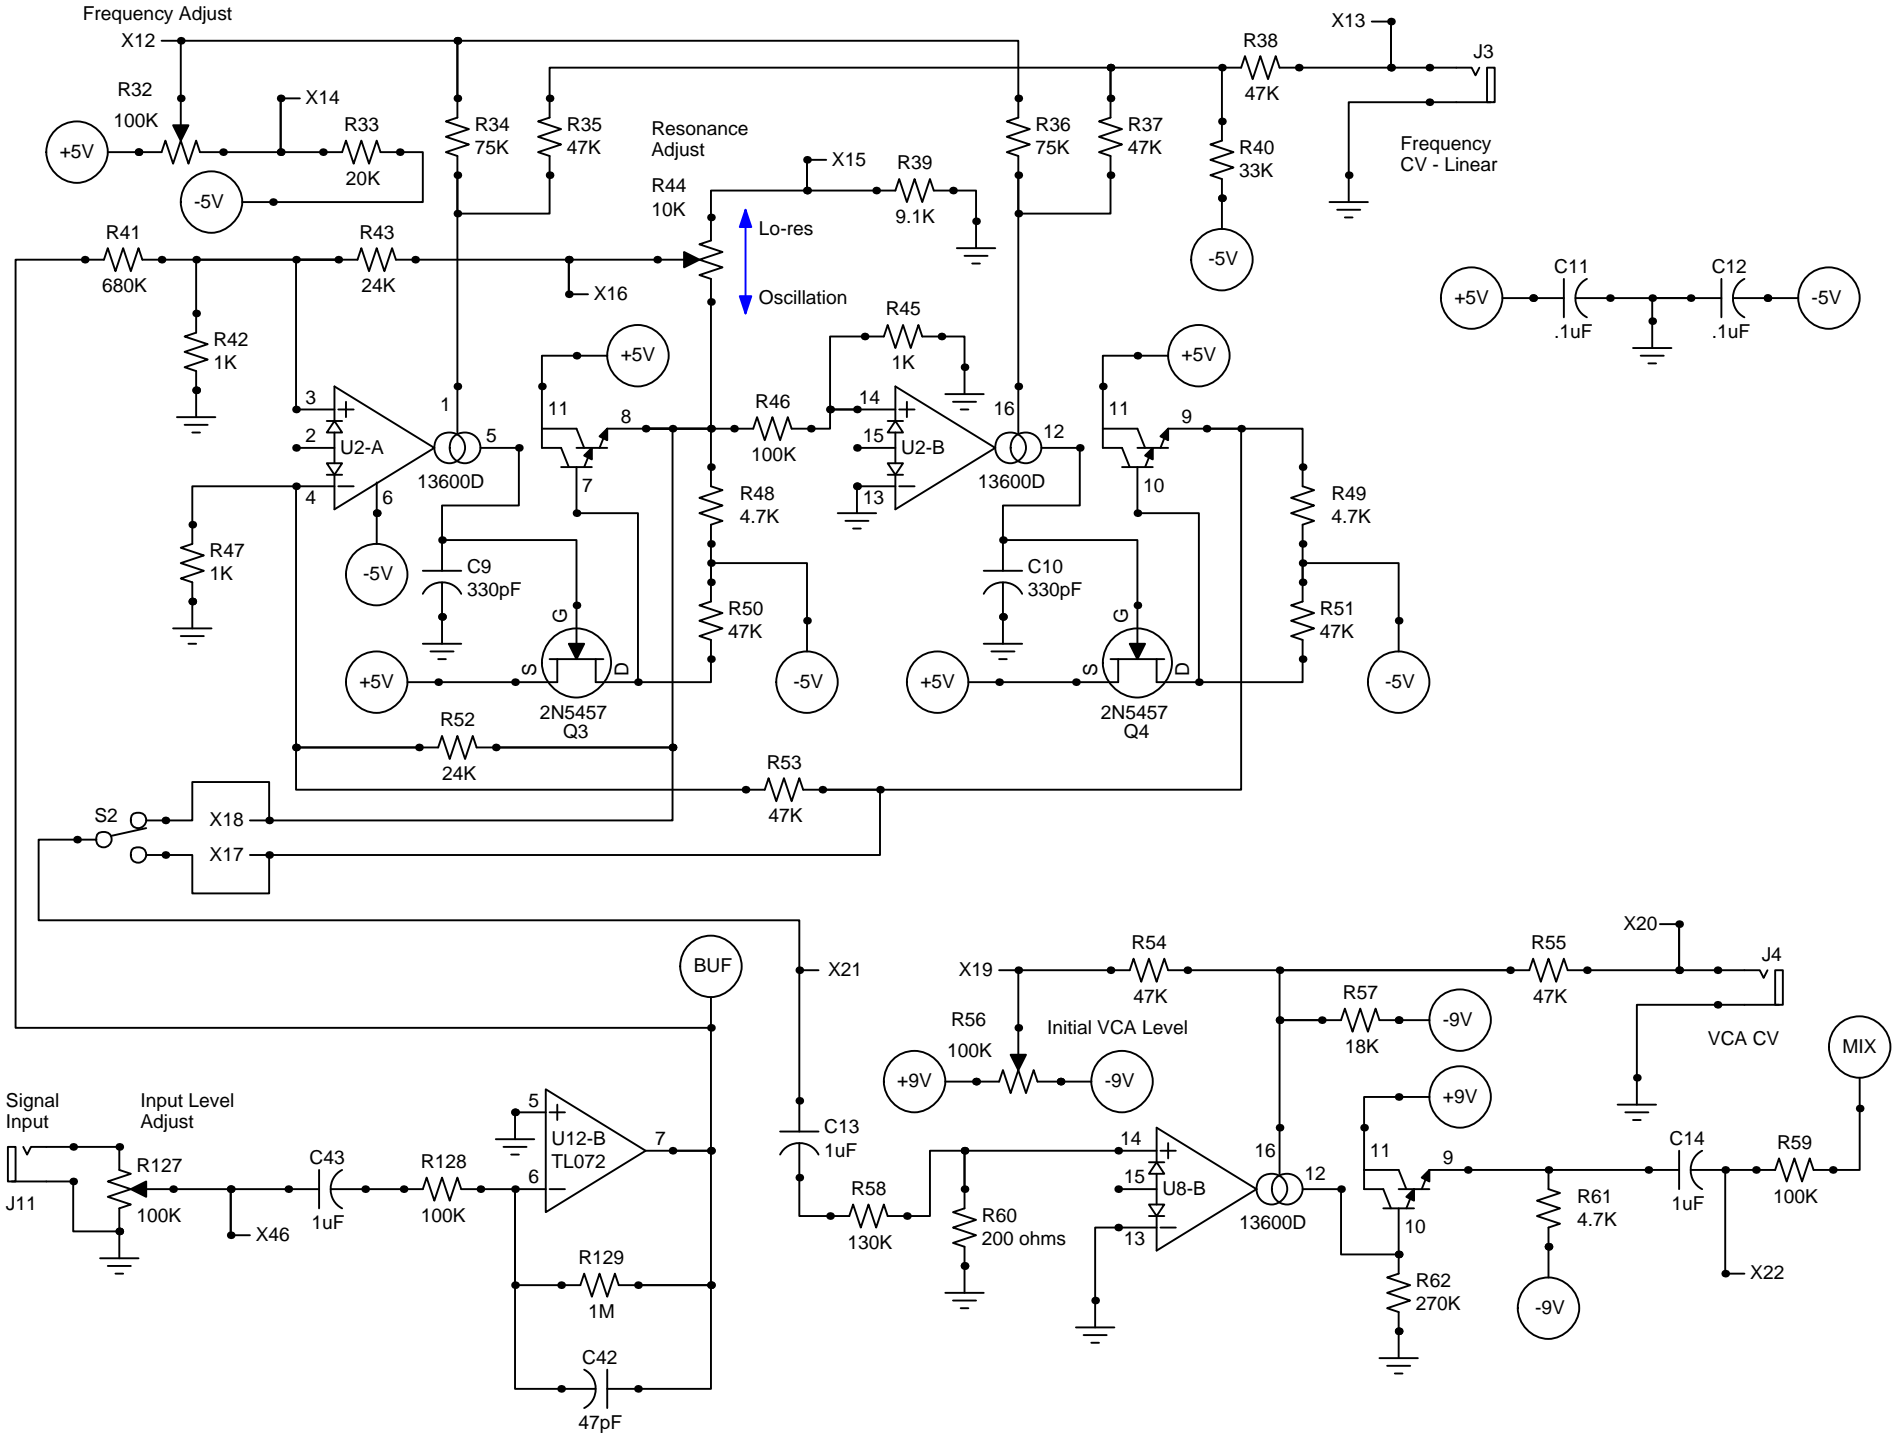 Frequency Adjust
X12
X13
J3
R38
47K
R32
100K
X14
+5V
R33
20K
-5V
R34
75K
R35
47K
Resonance
Adjust
R44
10K
X15
R39
9.1K
R36
75K
R37
47K
R40
33K
-5V
Frequency
CV - Linear
Lo-res
Oscillation
R41
680K
R43
24K
X16
R42
1K
+5V
C11
.1uF
C12
.1uF
-5V
R45
1K
+5V
+5V
3
2
4
U2-A
1
5
6
13600D
11
8
7
R46
100K
14
15
13
U2-B
16
12
13600D
11
9
10
R47
1K
-5V
C9
330pF
R48
4.7K
R50
47K
-5V
C10
330pF
R49
4.7K
R51
47K
-5V
+5V
S
G
D
2N5457
Q3
+5V
S
G
D
2N5457
Q4
R52
24K
R53
47K
S2
X18
X17
BUF
X21
X19
R54
47K
R55
47K
X20
J4
R56
100K
Initial VCA Level
+9V
-9V
R57
18K
-9V
VCA CV
MIX
+9V
Signal
Input
J11
Input Level
Adjust
R127
100K
X46
C43
1uF
R128
100K
5
6
7
U12-B
TL072
R129
1M
C42
47pF
C13
1uF
R58
130K
R60
200 ohms
14
15
13
U8-B
16
12
13600D
11
9
10
R62
270K
R61
4.7K
-9V
C14
1uF
R59
100K
X22